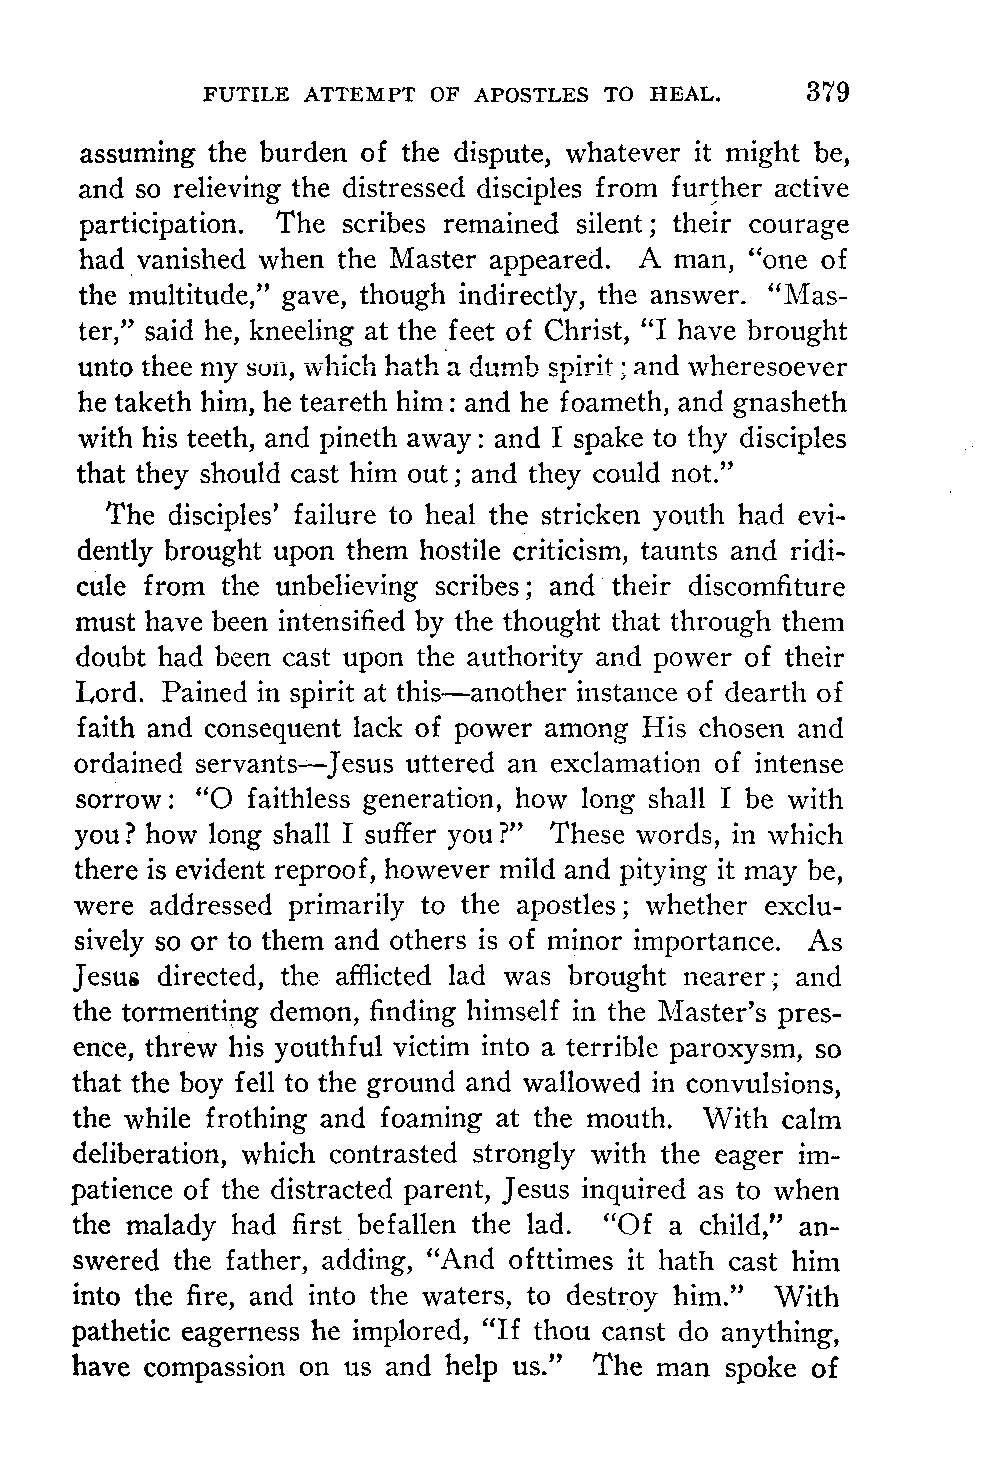 FUTILE ATTEMPT OF APOSTLES TO HEAL. 379
assuming the burden of the dispute, whatever it might be,
and so relieving the distressed disciples from further active
participation. The scribes remained silent; their courage
had vanished when the Master appeared. A man, “one of
the multitude,” gave, though indirectly, the answer. “Mas-
ter,” said he, kneeling at the feet of Christ, “I have brought
unto thee my son, which hath a dumb spirit; and wheresoever
he taketh him, he teareth him: and he foameth, and gnasheth
with his teeth, and pineth away: and I spake to thy disciples
that they should cast him out; and they could not.”
The disciples’ failure to heal the stricken youth had evi-
dently brought upon them hostile criticism, taunts and ridi-
cule from the unbelieving scribes; and their discomfiture
must have been intensified by the thought that through them
doubt had been cast upon the authority and power of their
Lord. Pained in spirit at this—another instance of dearth of
faith and consequent lack of power among His chosen and
ordained servants—Jesus uttered an exclamation of intense
sorrow: “O faithless generation, how long shall I be with
you? how long shall I suffer you?” These words, in which
there is evident reproof, however mild and pitying it may be,
were addressed primarily to the apostles; whether exclu-
sively so or to them and others is of minor importance. As
Jesus directed, the afflicted lad was brought nearer; and
the tormenting demon, finding himself in the Master’s pres-
ence, threw his youthful victim into a terrible paroxysm, so
that the boy fell to the ground and wallowed in convulsions,
the while frothing and foaming at the mouth. With calm
deliberation, which contrasted strongly with the eager im-
patience of the distracted parent, Jesus inquired as to when
the malady had first befallen the lad. “Of a child,” an-
swered the father, adding, “And ofttimes it hath cast him
into the fire, and into the waters, to destroy him.” With
pathetic eagerness he implored, “If thou canst do anything,
have compassion on us and help us.” The man spoke of